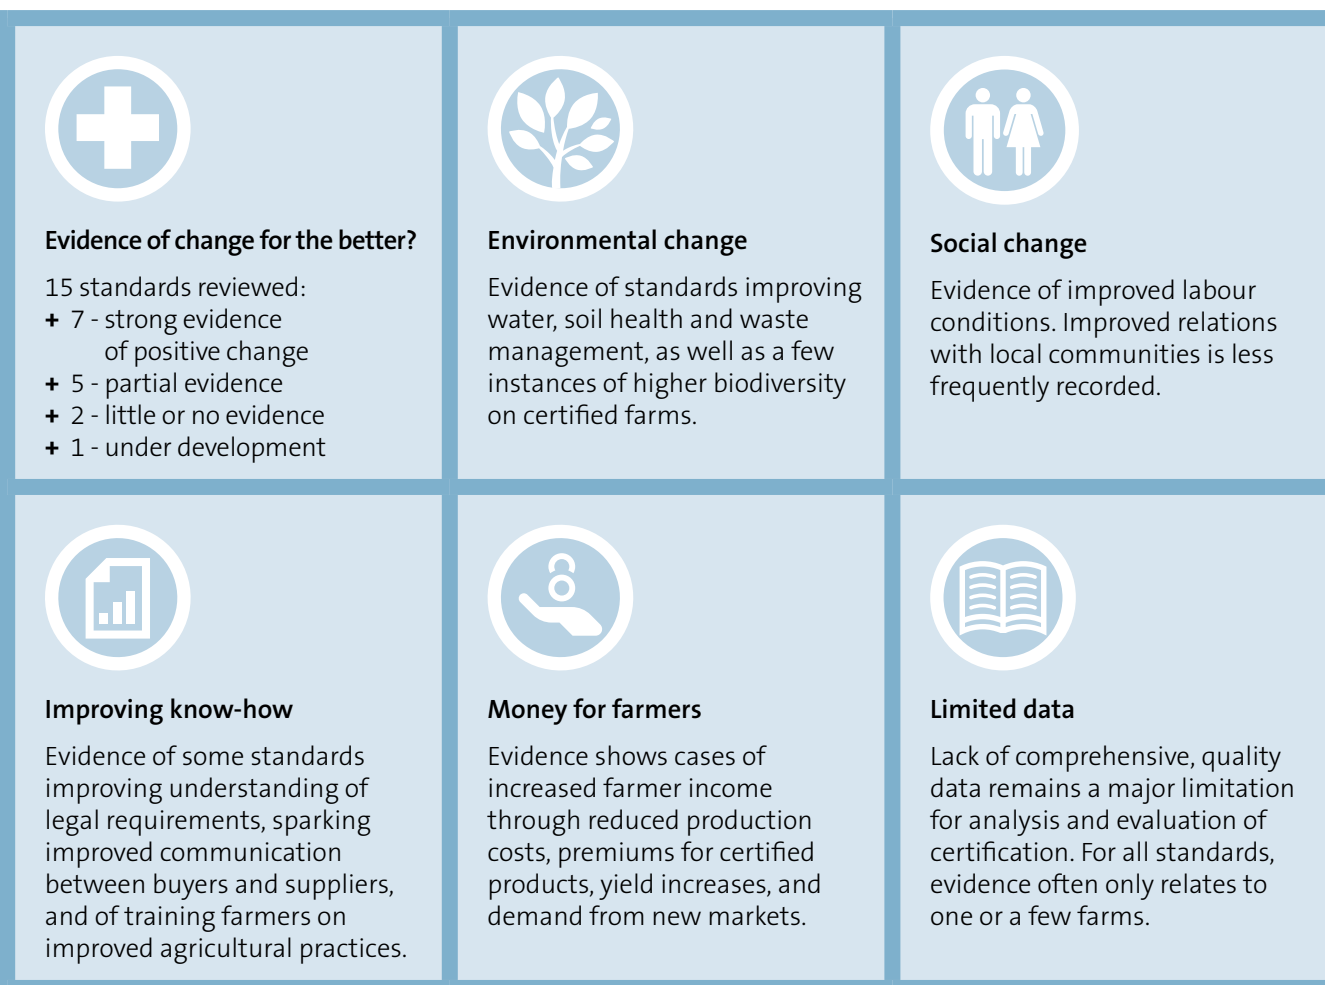 Evidence of change for the better?
15 standards reviewed:
+ 7 - strong evidence
of positive change
+ 5 - partial evidence
+ 2 - little or no evidence
+ 1 - under development
Environmental change
Evidence of standards improving
water, soil health and waste
management, as well as a few
instances of higher biodiversity
on certified farms.
Social change
Evidence of improved labour
conditions. Improved relations
with local communities is less
frequently recorded.
Improving know-how
Evidence of some standards
improving understanding of
legal requirements, sparking
improved communication
between buyers and suppliers,
and of training farmers on
improved agricultural practices.
Money for farmers
Evidence shows cases of
increased farmer income
through reduced production
costs, premiums for certified
products, yield increases, and
demand from new markets.
Limited data
Lack of comprehensive, quality
data remains a major limitation
for analysis and evaluation of
certification. For all standards,
evidence often only relates to
one or a few farms.